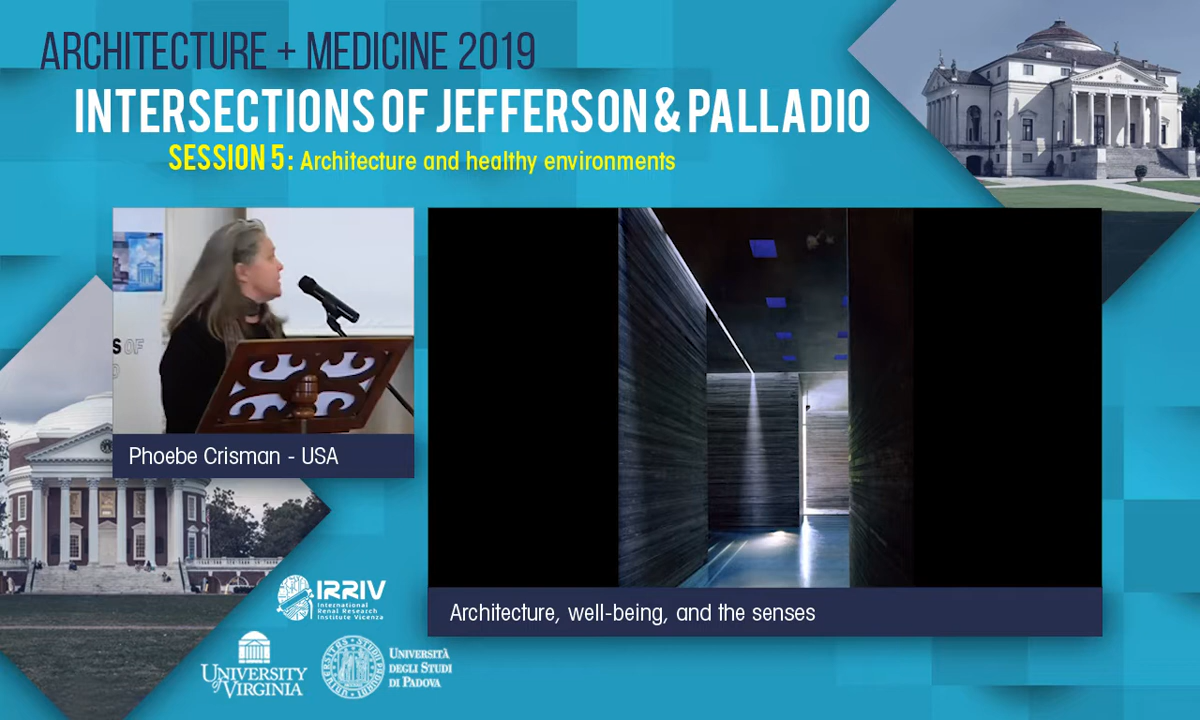 ARCHITECTURE + MEDICINE 2019
INTERSECTIONS OF JEFFERSON & PALLADIO
SESSION 5: Architecture and healthy environments
S OF
Phoebe Crisman - USA
Architecture, well-being, and the senses
IRRIV
International
Renal Research
Institute Vicenza
UNIVERSITY
of VIRGINIA
UNIVERSITÀ
DEGLI STUDI
DI PADOVA